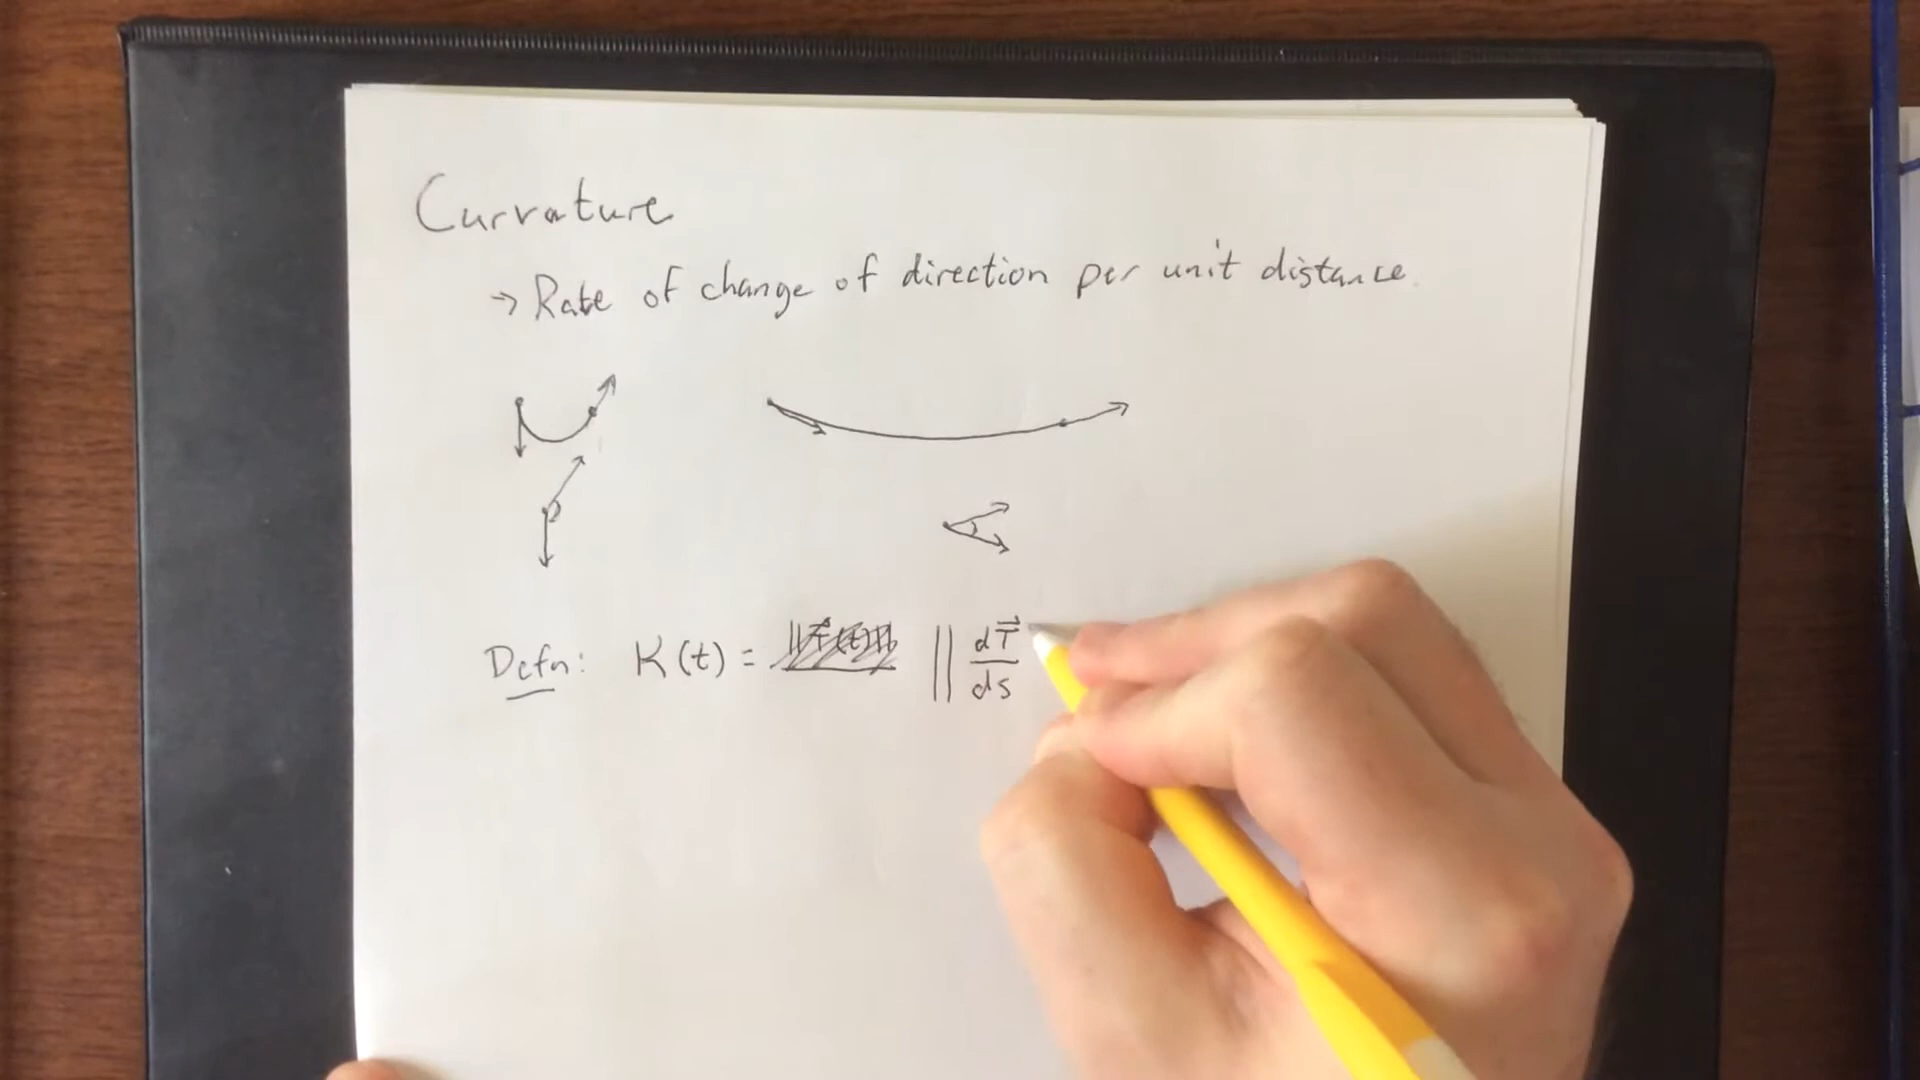 Curvature
→ Rate of change of direction per unit distance.
Defn: K(t) = || dT⃗/ds